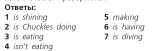 Ответы:
1 is shining
2 is Chuckles doing
3 is eating
4 isn't eating
5 making
6 is having
7 is diving